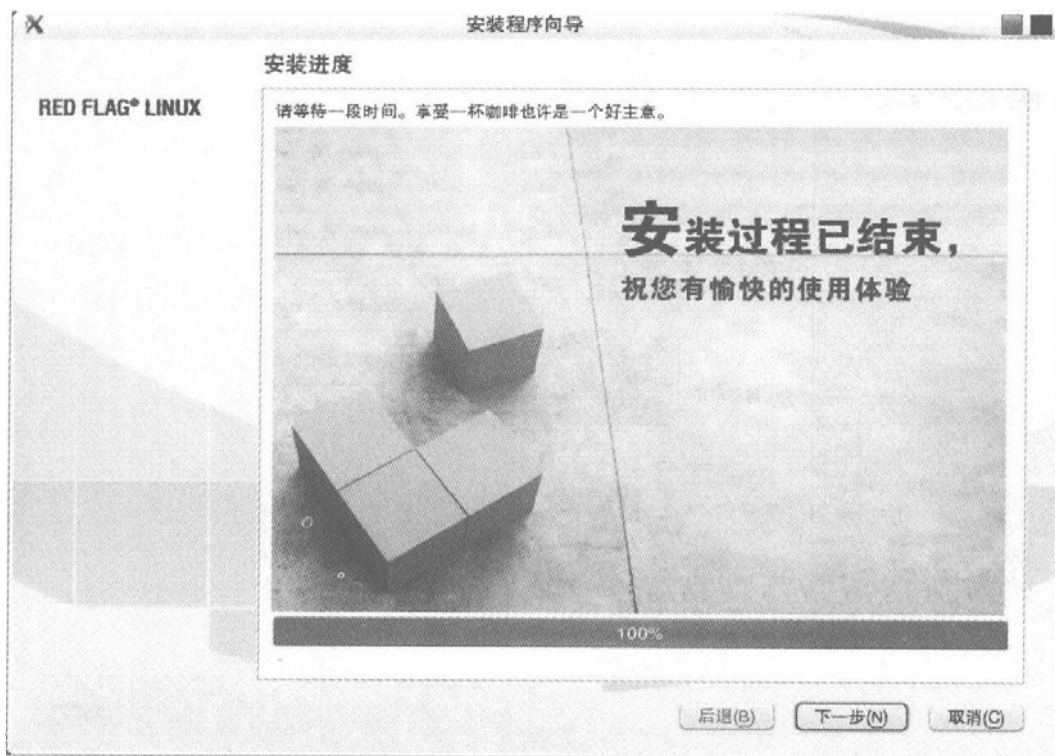 安装程序向导
安装进度
RED FLAG® LINUX
请等待一段时间。享受一杯咖啡也许是一个好主意。
安装过程已结束，
祝您有愉快的使用体验
100%
后退(B) 下一步(N) 取消(C)